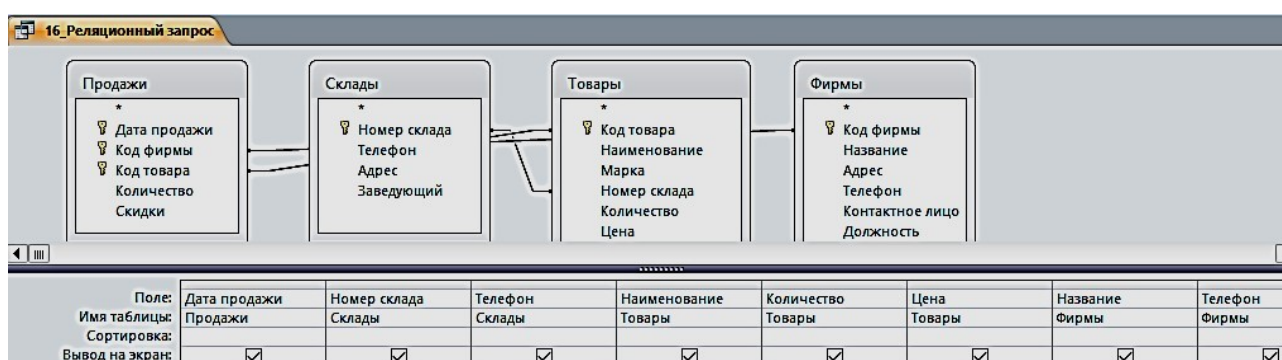 16_Реляционный запрос
Продажи
*
Дата продажи
Код фирмы
Код товара
Количество
Скидки
Склады
*
Номер склада
Телефон
Адрес
Заведующий
Товары
*
Код товара
Наименование
Марка
Номер склада
Количество
Цена
Фирмы
*
Код фирмы
Название
Адрес
Телефон
Контактное лицо
Должность
Поле: Дата продажи Номер склада Телефон Наименование Количество Цена Название Телефон
Имя таблицы: Продажи Склады Склады Товары Товары Товары Фирмы Фирмы
Сортировка:
Вывод на экран: